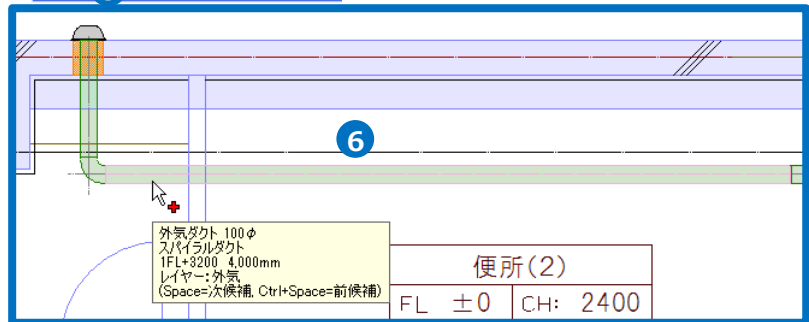 6
外気ダクト 100φ
スパイラルダクト
1FL+3200 4,000mm
レイヤー:外気
(Space=次候補, Ctrl+Space=前候補)
便所(2)
FL ±0 CH: 2400